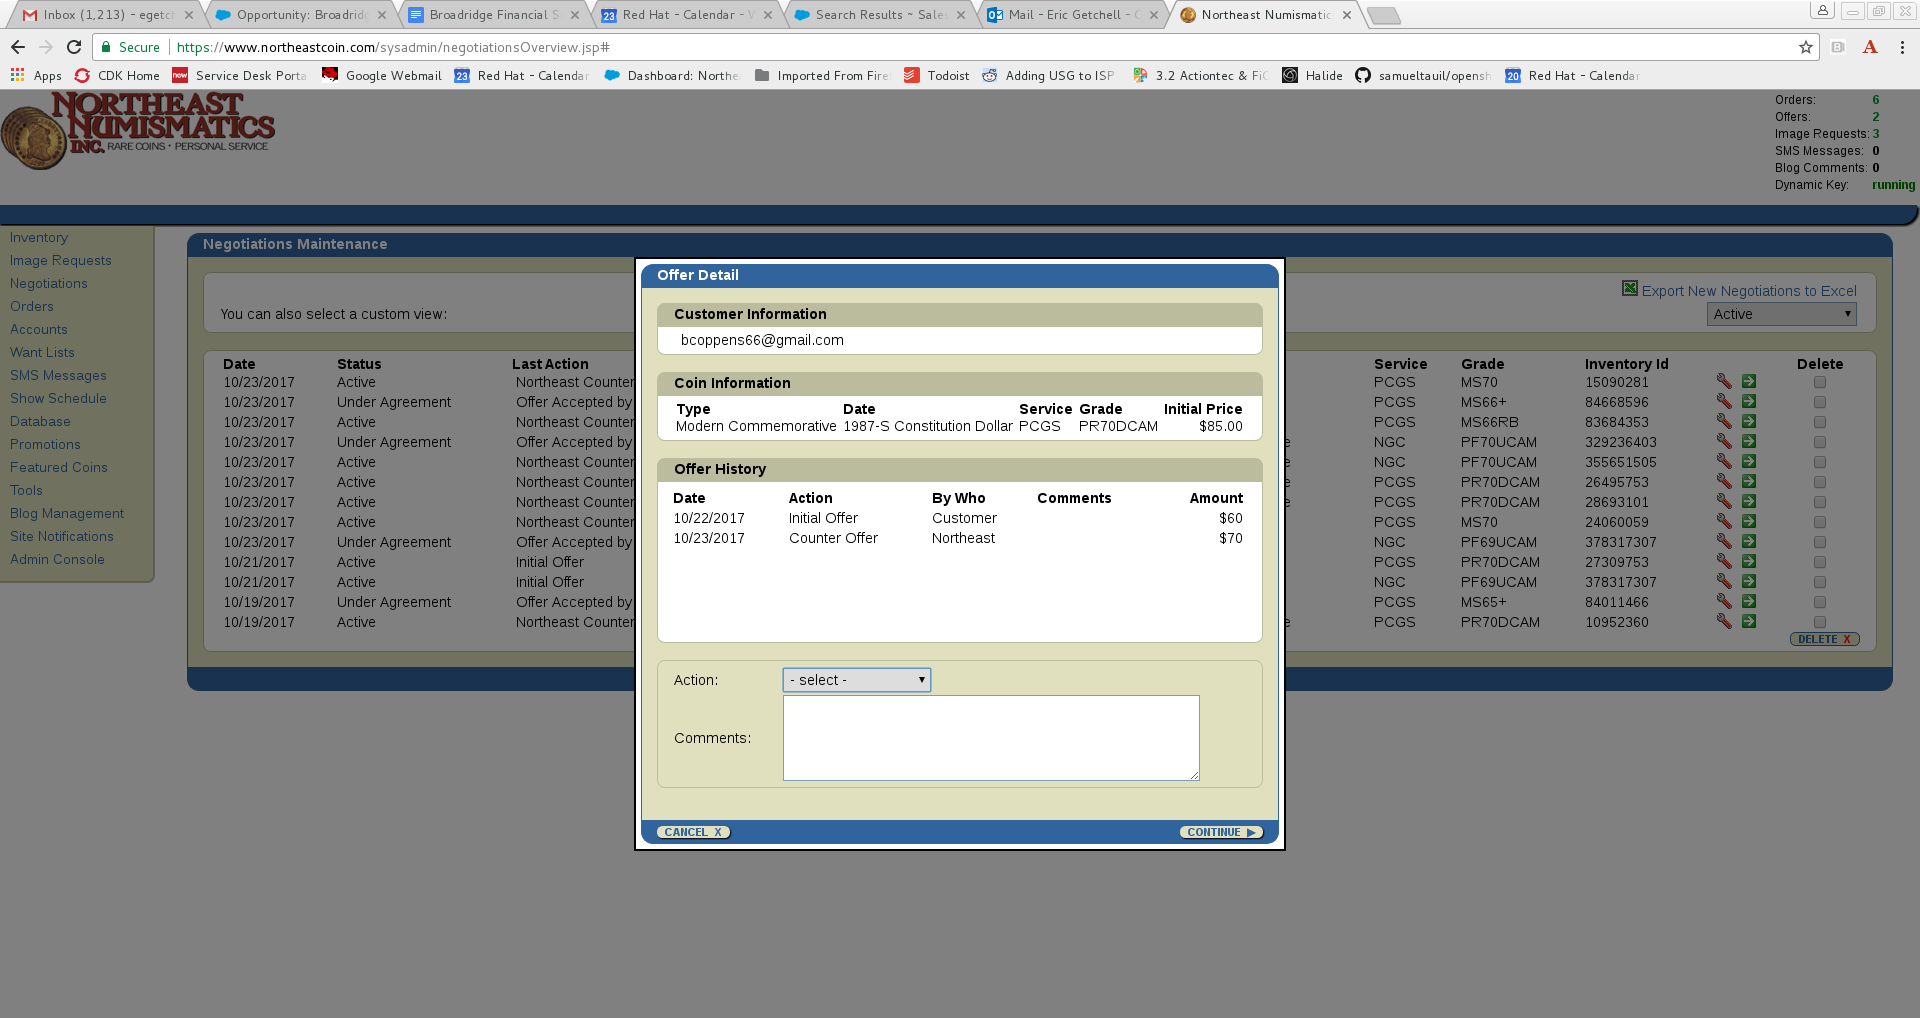 Inbox (1,213) - egetc
Opportunity: Broadrid
Broadridge Financial S
Red Hat - Calendar -
Search Results ~ Sale
Mail - Eric Getchell -
Northeast Numismatic
Secure https://www.northeastcoin.com/sysadmin/negotiationsOverview.jsp#
Apps CDK Home Service Desk Porta Google Webmail Red Hat - Calendar Dashboard: Northe Imported From Fire Todoist Adding USG to ISP 3.2 Actiontec & FiO Halide samueltauil/opensh Red Hat - Calendar
NORTHEAST
NUMISMATICS
INC. RARE COINS • PERSONAL SERVICE
Orders: 6
Offers: 2
Image Requests: 3
SMS Messages: 0
Blog Comments: 0
Dynamic Key: running
Inventory
Image Requests
Negotiations
Orders
Accounts
Want Lists
SMS Messages
Show Schedule
Database
Promotions
Featured Coins
Tools
Blog Management
Site Notifications
Admin Console
Negotiations Maintenance
Export New Negotiations to Excel
You can also select a custom view: Active
Date Status Last Action Service Grade Inventory Id Delete
10/23/2017 Active Northeast Counter PCGS MS70 15090281
10/23/2017 Under Agreement Offer Accepted by PCGS MS66+ 84668596
10/23/2017 Active Northeast Counter PCGS MS66RB 83684353
10/23/2017 Under Agreement Offer Accepted by e NGC PF70UCAM 329236403
10/23/2017 Active Northeast Counter e NGC PF70UCAM 355651505
10/23/2017 Active Northeast Counter PCGS PR70DCAM 26495753
10/23/2017 Active Northeast Counter PCGS PR70DCAM 28693101
10/23/2017 Active Northeast Counter PCGS MS70 24060059
10/23/2017 Under Agreement Offer Accepted by NGC PF69UCAM 378317307
10/21/2017 Active Initial Offer PCGS PR70DCAM 27309753
10/21/2017 Active Initial Offer NGC PF69UCAM 378317307
10/19/2017 Under Agreement Offer Accepted by PCGS MS65+ 84011466
10/19/2017 Active Northeast Counter e PCGS PR70DCAM 10952360
DELETE X
Offer Detail
Customer Information
bcoppens66@gmail.com
Coin Information
Type Date Service Grade Initial Price
Modern Commemorative 1987-S Constitution Dollar PCGS PR70DCAM $85.00
Offer History
Date Action By Who Comments Amount
10/22/2017 Initial Offer Customer $60
10/23/2017 Counter Offer Northeast $70
Action: - select -
Comments:
CANCEL X CONTINUE ▶